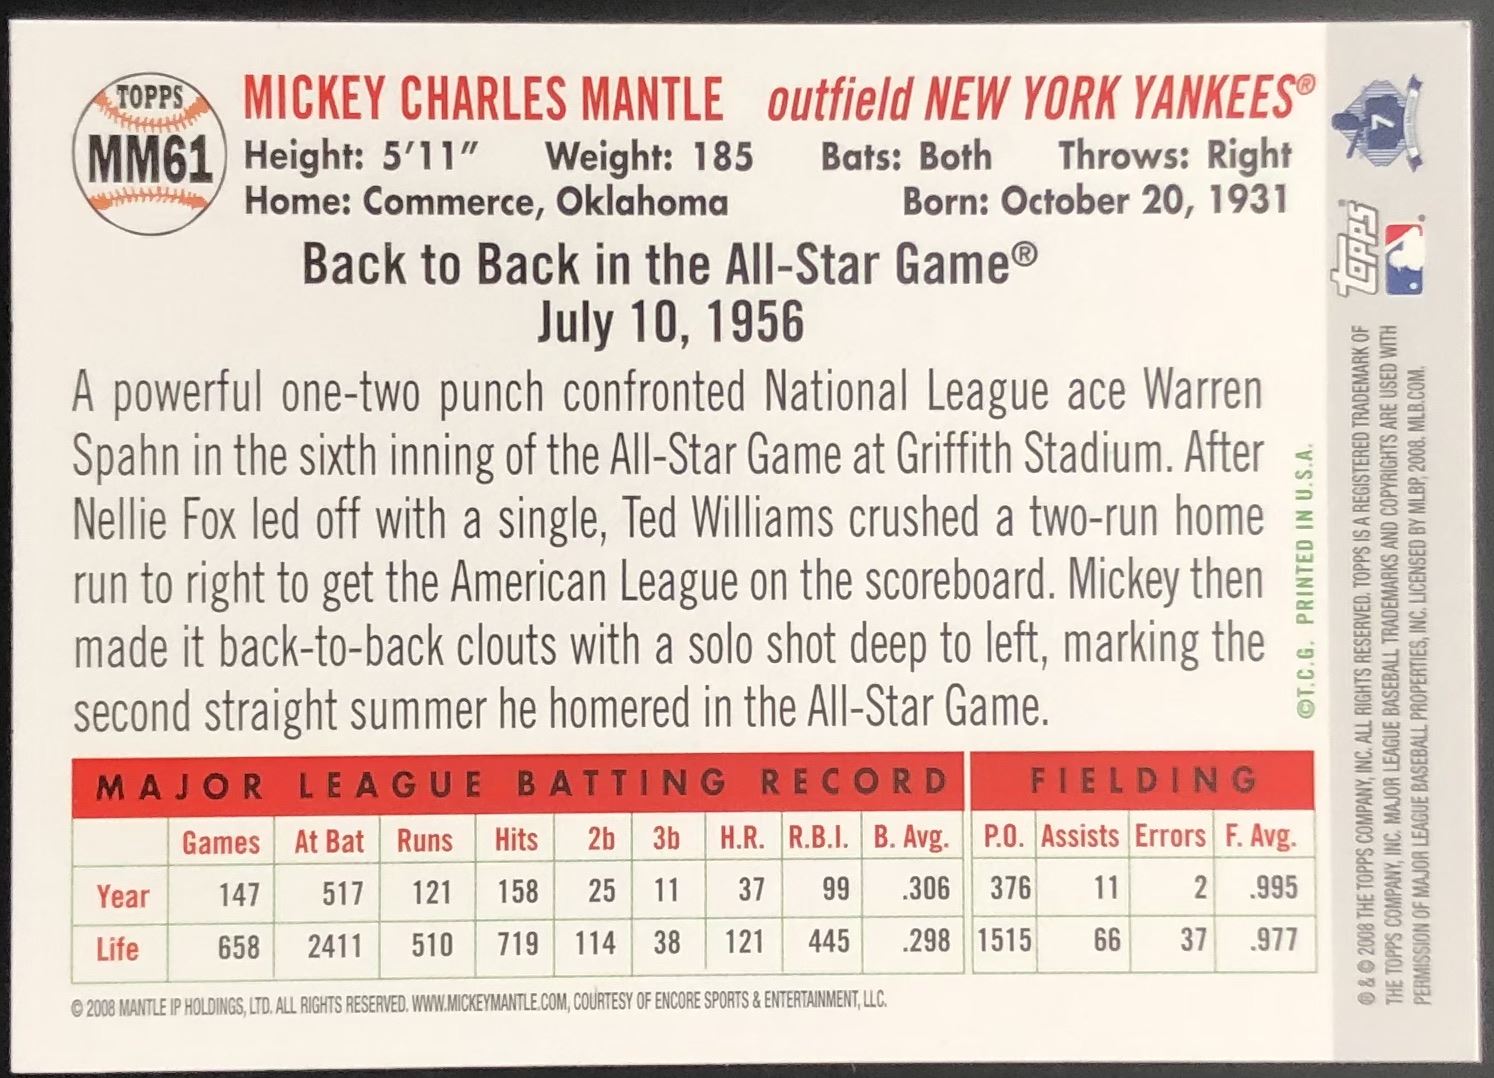 TOPPS
MM61
MICKEY CHARLES MANTLE outfield NEW YORK YANKEES®
Height: 5'11" Weight: 185 Bats: Both Throws: Right
Home: Commerce, Oklahoma Born: October 20, 1931
Back to Back in the All-Star Game®
July 10, 1956
A powerful one-two punch confronted National League ace Warren
Spahn in the sixth inning of the All-Star Game at Griffith Stadium. After
Nellie Fox led off with a single, Ted Williams crushed a two-run home
run to right to get the American League on the scoreboard. Mickey then
made it back-to-back clouts with a solo shot deep to left, marking the
second straight summer he homered in the All-Star Game.
MAJOR LEAGUE BATTING RECORD FIELDING
Games At Bat Runs Hits 2b 3b H.R. R.B.I. B. Avg. P.O. Assists Errors F. Avg.
Year 147 517 121 158 25 11 37 99 .306 376 11 2 .995
Life 658 2411 510 719 114 38 121 445 .298 1515 66 37 .977
© 2008 MANTLE IP HOLDINGS, LTD. ALL RIGHTS RESERVED. WWW.MICKEYMANTLE.COM, COURTESY OF ENCORE SPORTS & ENTERTAINMENT, LLC.
©T.C.G. PRINTED IN U.S.A.
7
topps®
® & © 2008 THE TOPPS COMPANY, INC. ALL RIGHTS RESERVED. TOPPS IS A REGISTERED TRADEMARK OF
THE TOPPS COMPANY, INC. MAJOR LEAGUE BASEBALL TRADEMARKS AND COPYRIGHTS ARE USED WITH
PERMISSION OF MAJOR LEAGUE BASEBALL PROPERTIES, INC. LICENSED BY MLBP, 2008. MLB.COM.